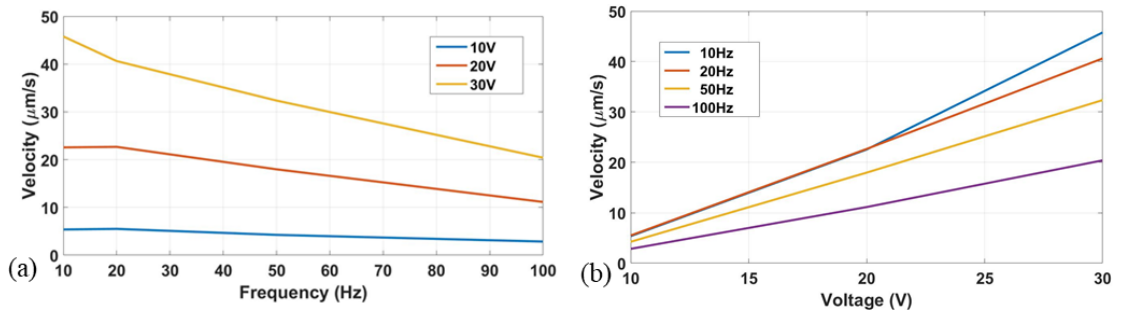 50
40
30
20
10
0
10 20 30 40 50 60 70 80 90 100
Velocity (μm/s)
Frequency (Hz)
10V
20V
30V
(a)
50
40
30
20
10
0
10 15 20 25 30
Velocity (μm/s)
Voltage (V)
10Hz
20Hz
50Hz
100Hz
(b)